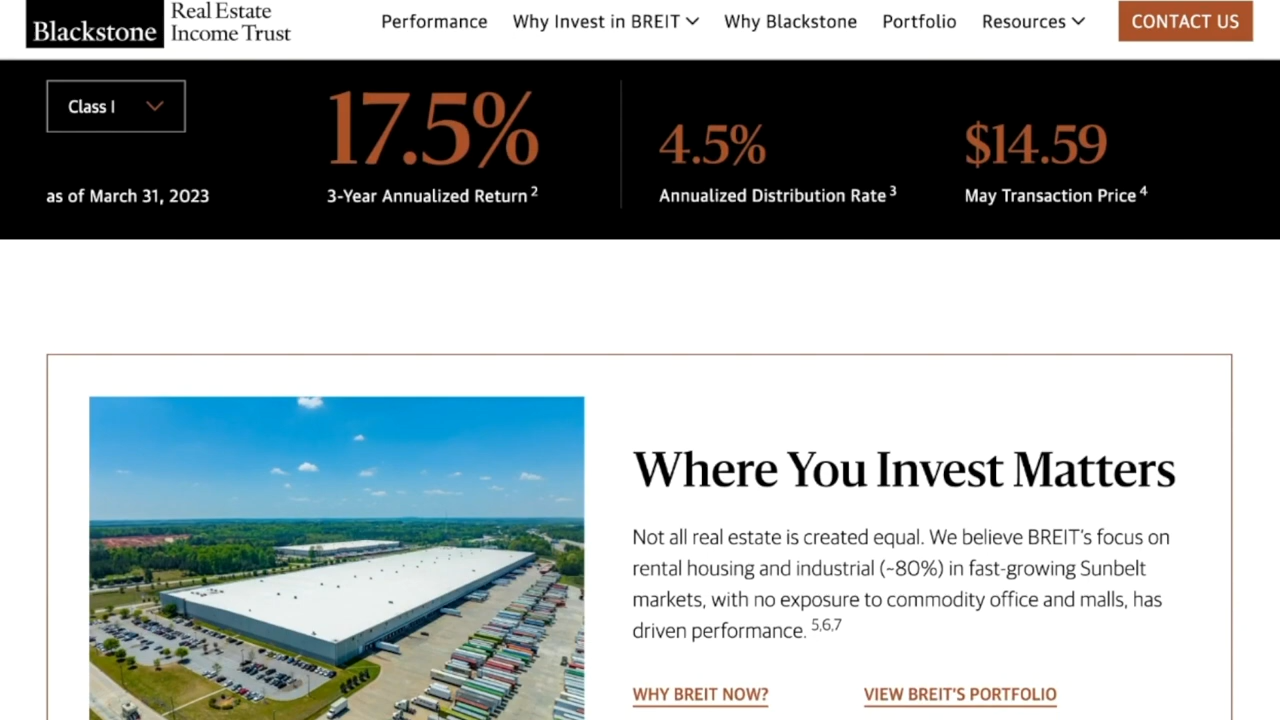 Blackstone
Real Estate
Income Trust
Performance
Why Invest in BREIT
Why Blackstone
Portfolio
Resources
CONTACT US
Class I
as of March 31, 2023
17.5%
3-Year Annualized Return 2
4.5%
Annualized Distribution Rate 3
$14.59
May Transaction Price 4
Where You Invest Matters
Not all real estate is created equal. We believe BREIT's focus on
rental housing and industrial (~80%) in fast-growing Sunbelt
markets, with no exposure to commodity office and malls, has
driven performance. 5,6,7
WHY BREIT NOW?
VIEW BREIT'S PORTFOLIO